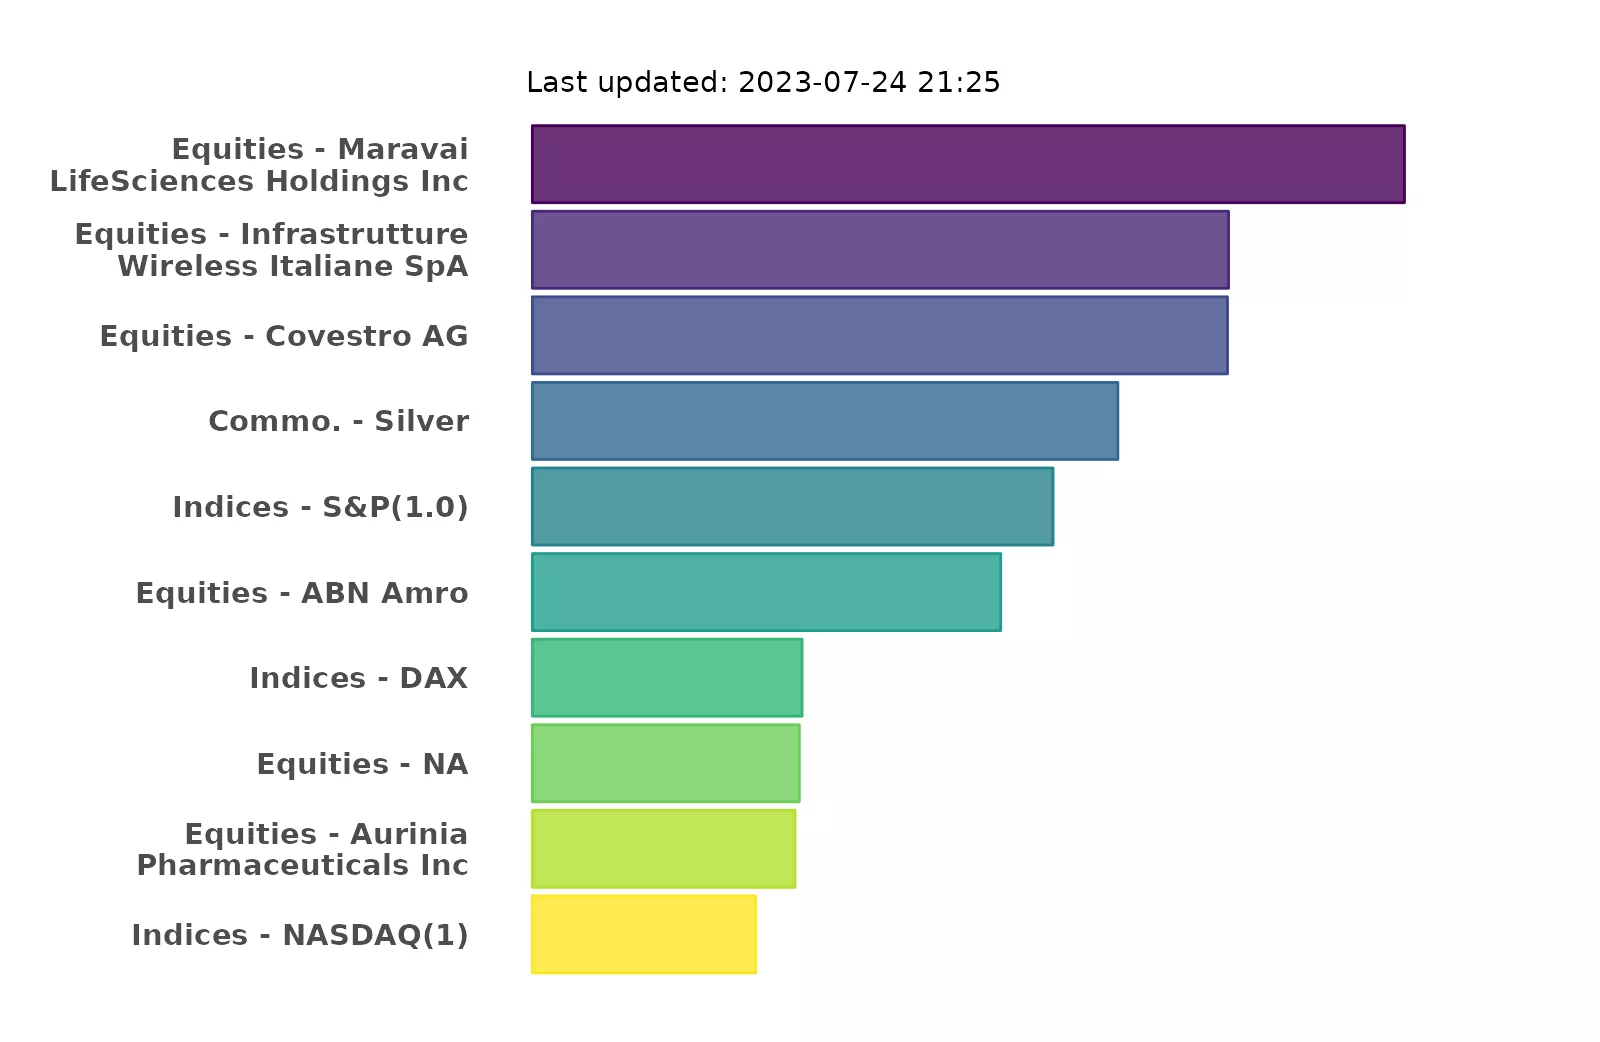 Last updated: 2023-07-24 21:25
Equities - Maravai
LifeSciences Holdings Inc
Equities - Infrastrutture
Wireless Italiane SpA
Equities - Covestro AG
Commo. - Silver
Indices - S&P(1.0)
Equities - ABN Amro
Indices - DAX
Equities - NA
Equities - Aurinia
Pharmaceuticals Inc
Indices - NASDAQ(1)